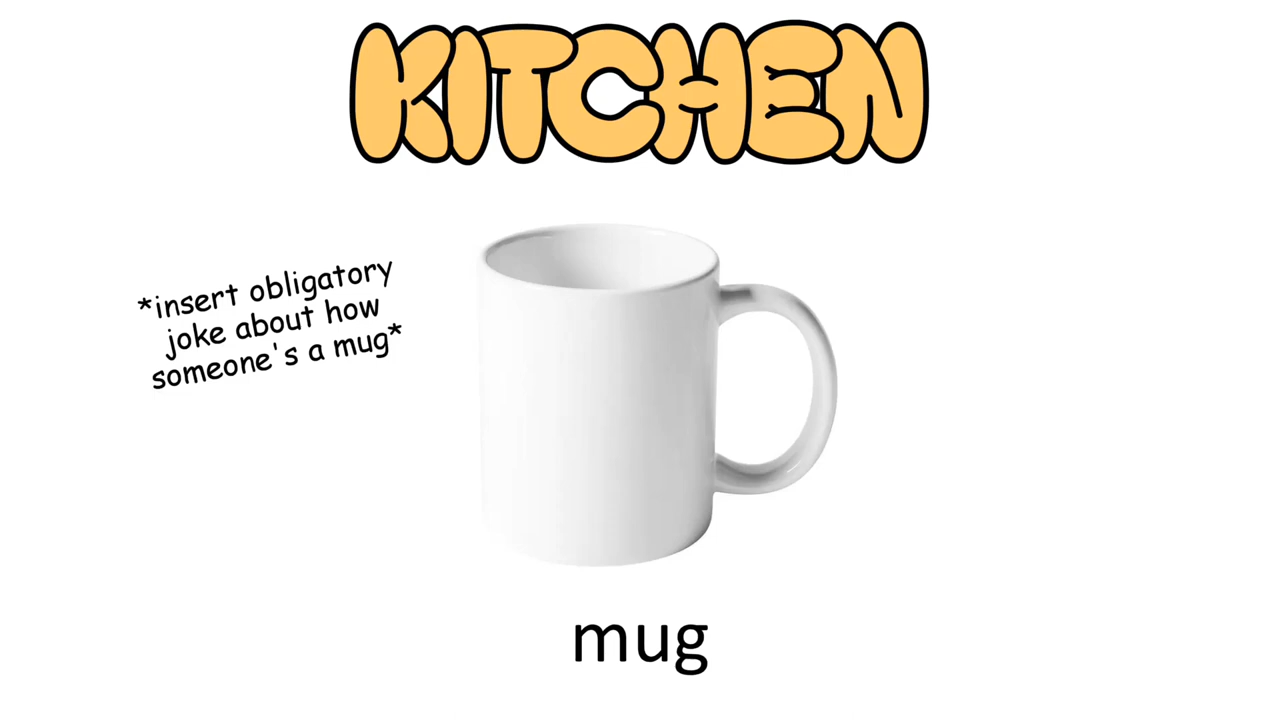 KITCHEN
*insert obligatory
joke about how
someone's a mug*
mug